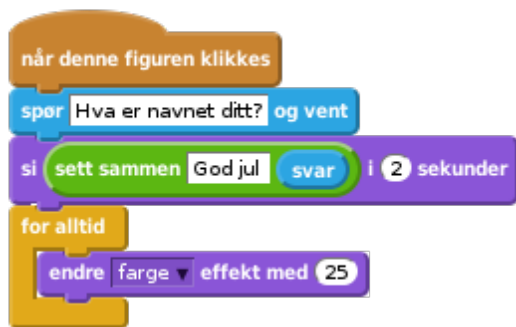 når denne figuren klikkes
spør Hva er navnet ditt? og vent
si sett sammen God jul svar i 2 sekunder
for alltid
endre farge effekt med 25